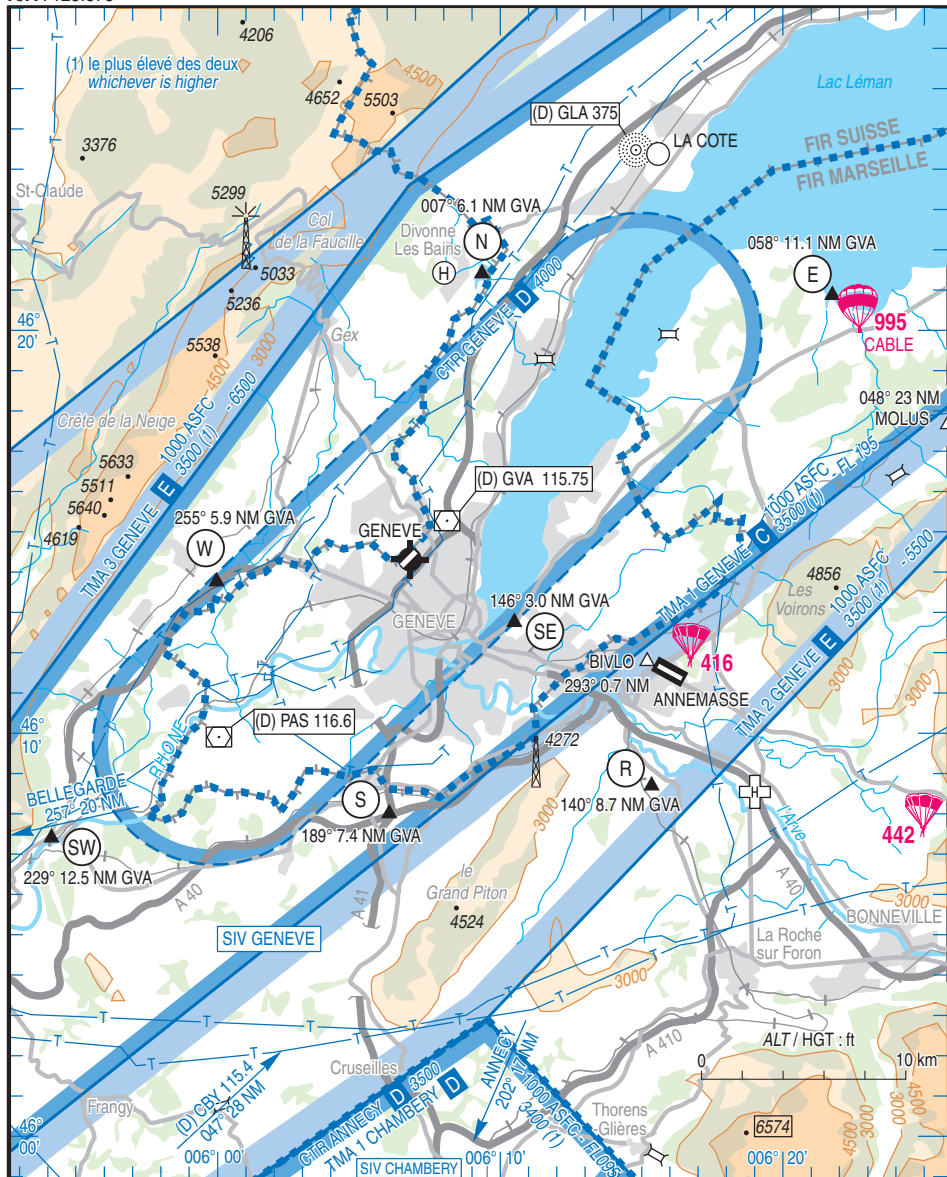 4206
(1) le plus élevé des deux
whichever is higher
4500
4652
5503
Lac Léman
(D) GLA 375
LA COTE
FIR SUISSE
FIR MARSEILLE
3376
St-Claude
5299
Col
de la Faucille
007° 6.1 NM GVA
Divonne
Les Bains
N
H
058° 11.1 NM GVA
E
5033
5236
CTR GENEVE - D 4000
995
CABLE
46
20'
Gex
5538
4500
3000
048° 23 NM
MOLUS
Crête de la Neige
5633
5511
5640
4619
TMA 3 GENEVE E 1000 ASFC - 6500
3500 (1)
255° 5.9 NM GVA
W
(D) GVA 115.75
GENEVE
TMA 1 GENEVE C 1000 ASFC - FL 195
3500 (1)
GENEVE
146° 3.0 NM GVA
SE
4856
Les
Voirons
TMA 2 GENEVE E 1000 ASFC - 5500
3500 (1)
3000
3000
416
BIVLO
293° 0.7 NM
ANNEMASSE
46
10'
(D) PAS 116.6
RHONE
4272
BELLEGARDE
257° 20 NM
S
189° 7.4 NM GVA
R
140° 8.7 NM GVA
H
l'Arve
442
SW
229° 12.5 NM GVA
A 40
A 41
3000
le
Grand Piton
4524
A 40
3000
BONNEVILLE
SIV GENEVE
La Roche
sur Foron
3000
ALT / HGT : ft
0 10 km
A 410
Cruseilles
ANNECY
202° 17 NM
(D) CBY 115.4
047° 28 NM
Frangy
CTR ANNECY D 3500
TMA 1 CHAMBERY D
1000 ASFC - FL095
3400 (1)
Thorens
-Glières
6574
4500
3000
4500
3000
4500
46
00'
006° 00'
SIV CHAMBERY
006° 10'
006° 20'